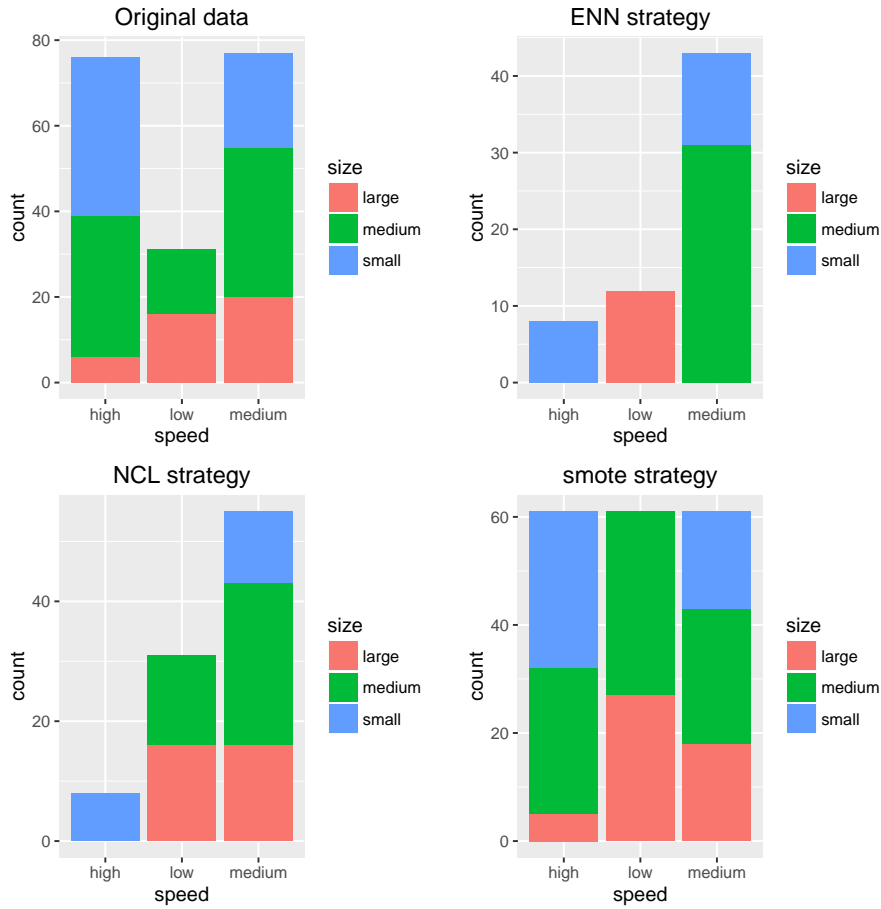 Original data
80
60
40
20
0
count
high low medium
speed
size
large
medium
small
ENN strategy
40
30
20
10
0
count
high low medium
speed
size
large
medium
small
NCL strategy
40
20
0
count
high low medium
speed
size
large
medium
small
smote strategy
60
40
20
0
count
high low medium
speed
size
large
medium
small